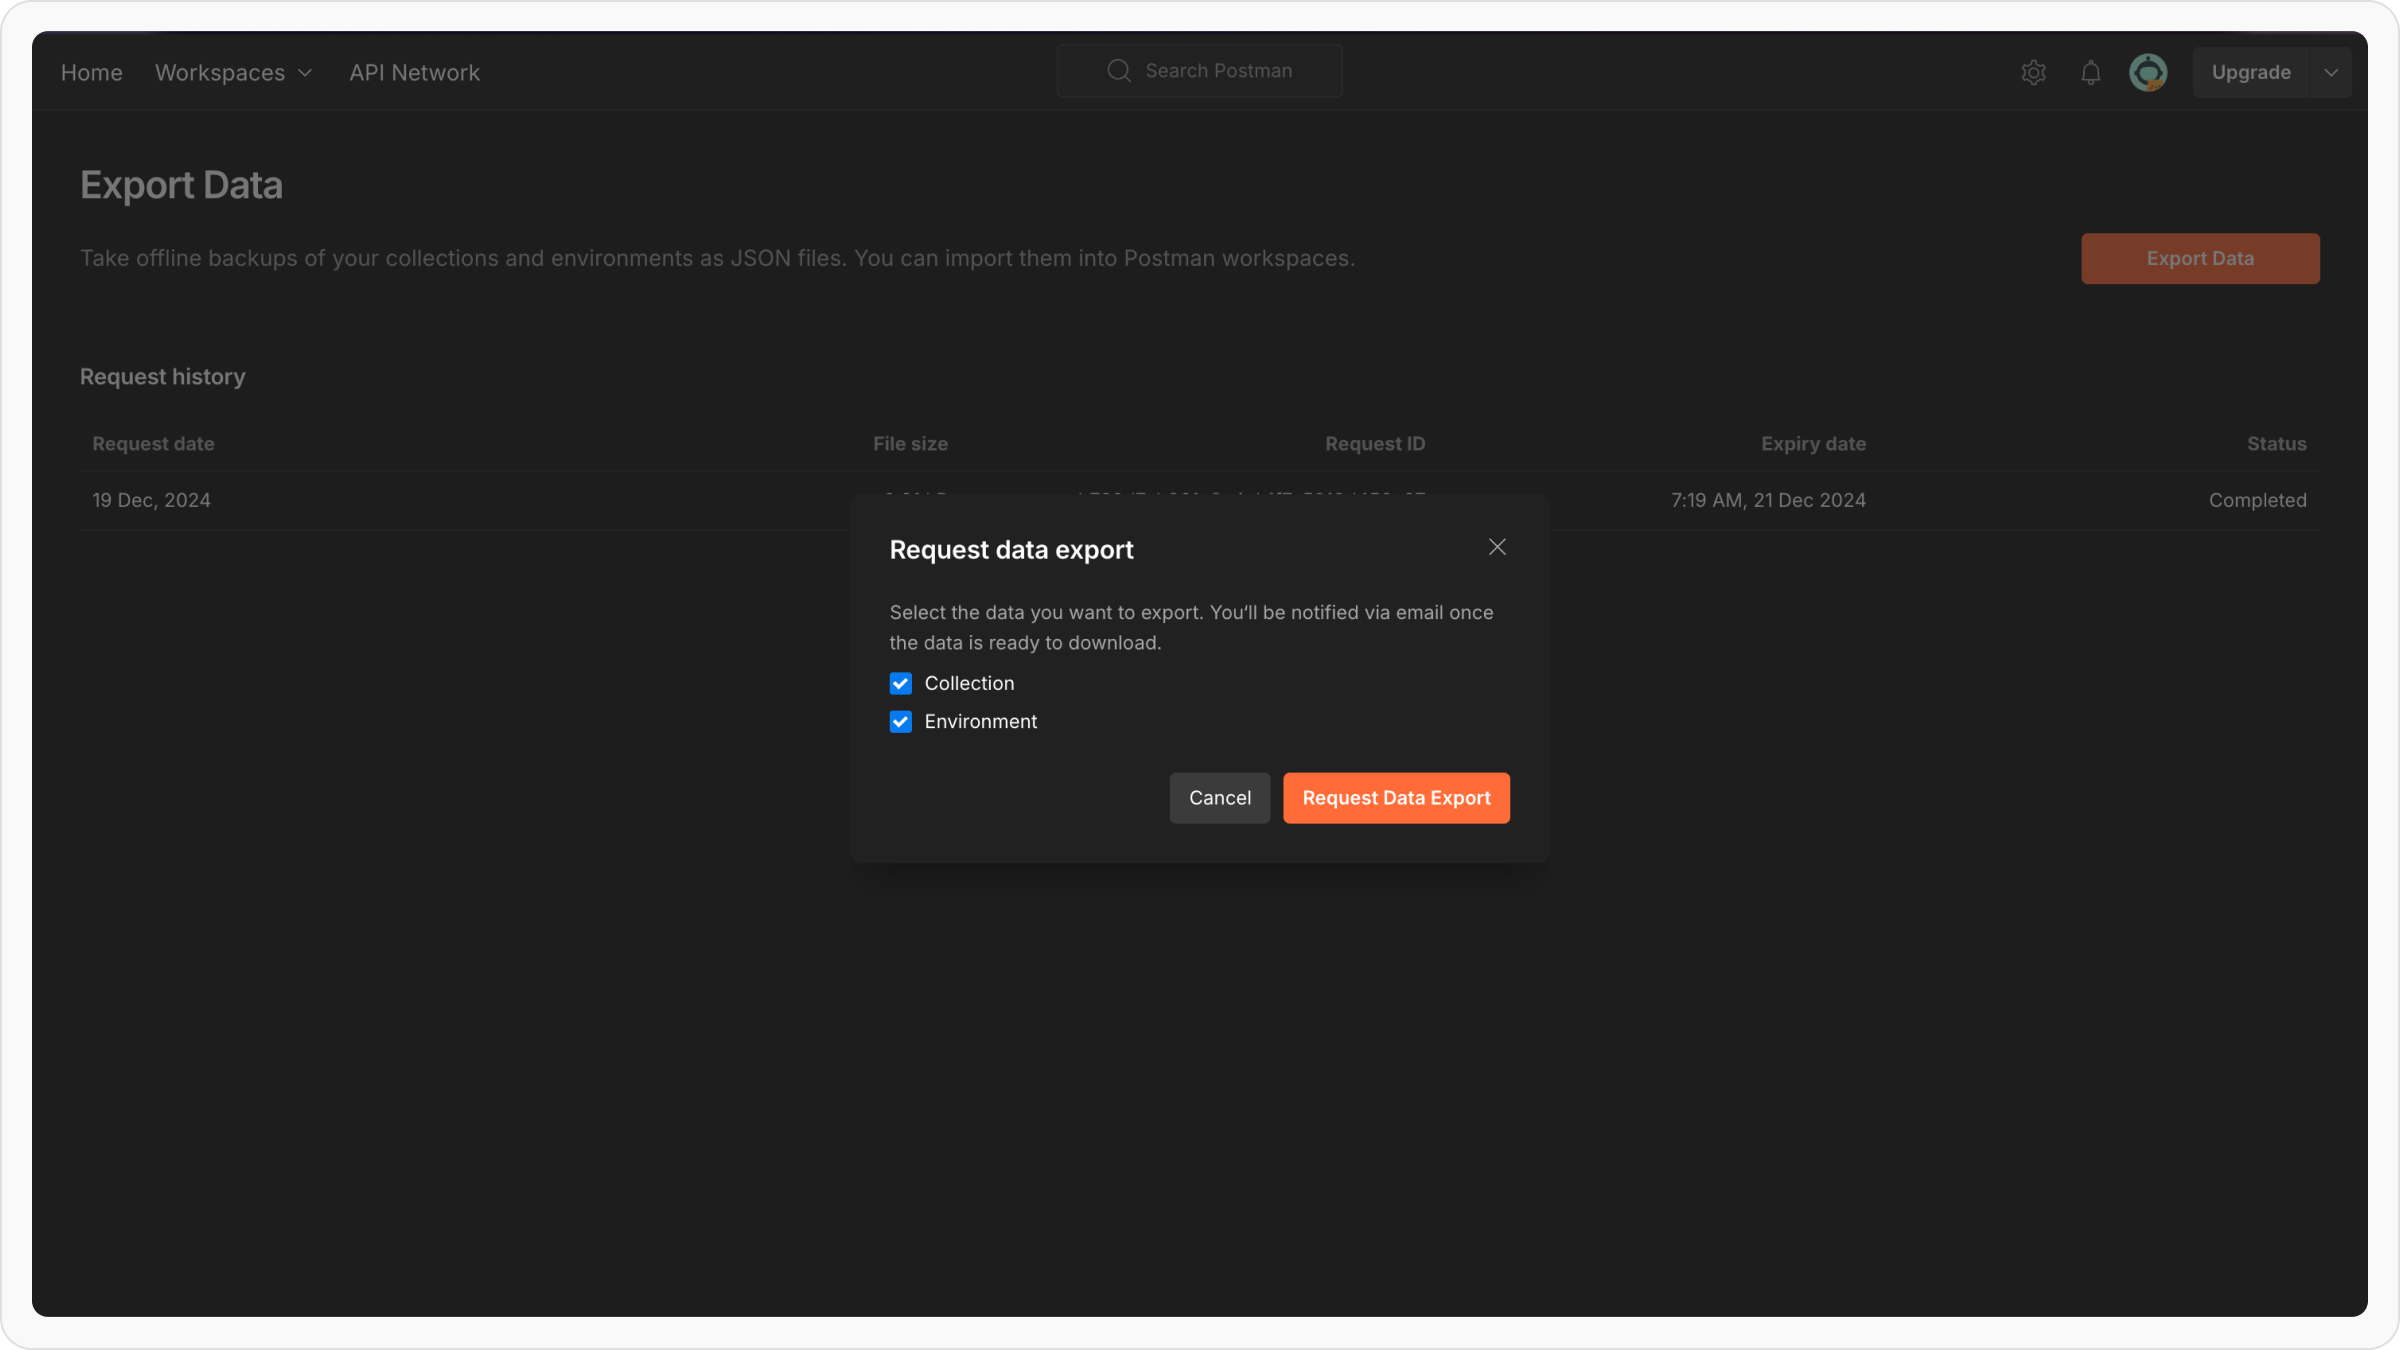 Home Workspaces API Network Search Postman Upgrade
Export Data
Take offline backups of your collections and environments as JSON files. You can import them into Postman workspaces. Export Data
Request history
Request date File size Request ID Expiry date Status
19 Dec, 2024 7:19 AM, 21 Dec 2024 Completed
Request data export
Select the data you want to export. You’ll be notified via email once
the data is ready to download.
Collection
Environment
Cancel Request Data Export